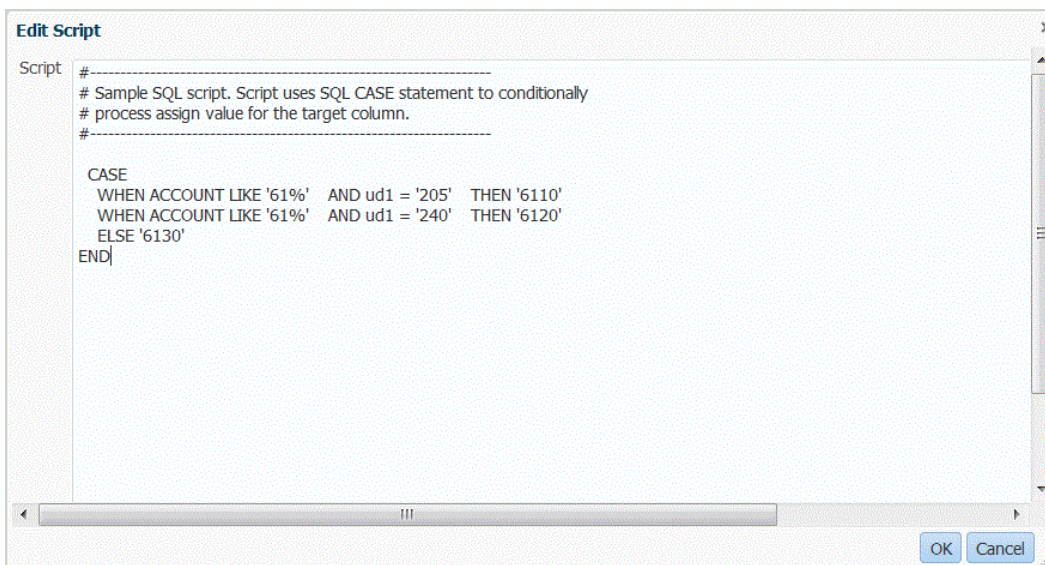 Edit Script
Script
#-------------------------------------------------------------------
# Sample SQL script. Script uses SQL CASE statement to conditionally
# process assign value for the target column.
#-------------------------------------------------------------------
CASE
WHEN ACCOUNT LIKE '61%' AND ud1 = '205' THEN '6110'
WHEN ACCOUNT LIKE '61%' AND ud1 = '240' THEN '6120'
ELSE '6130'
END
OK Cancel